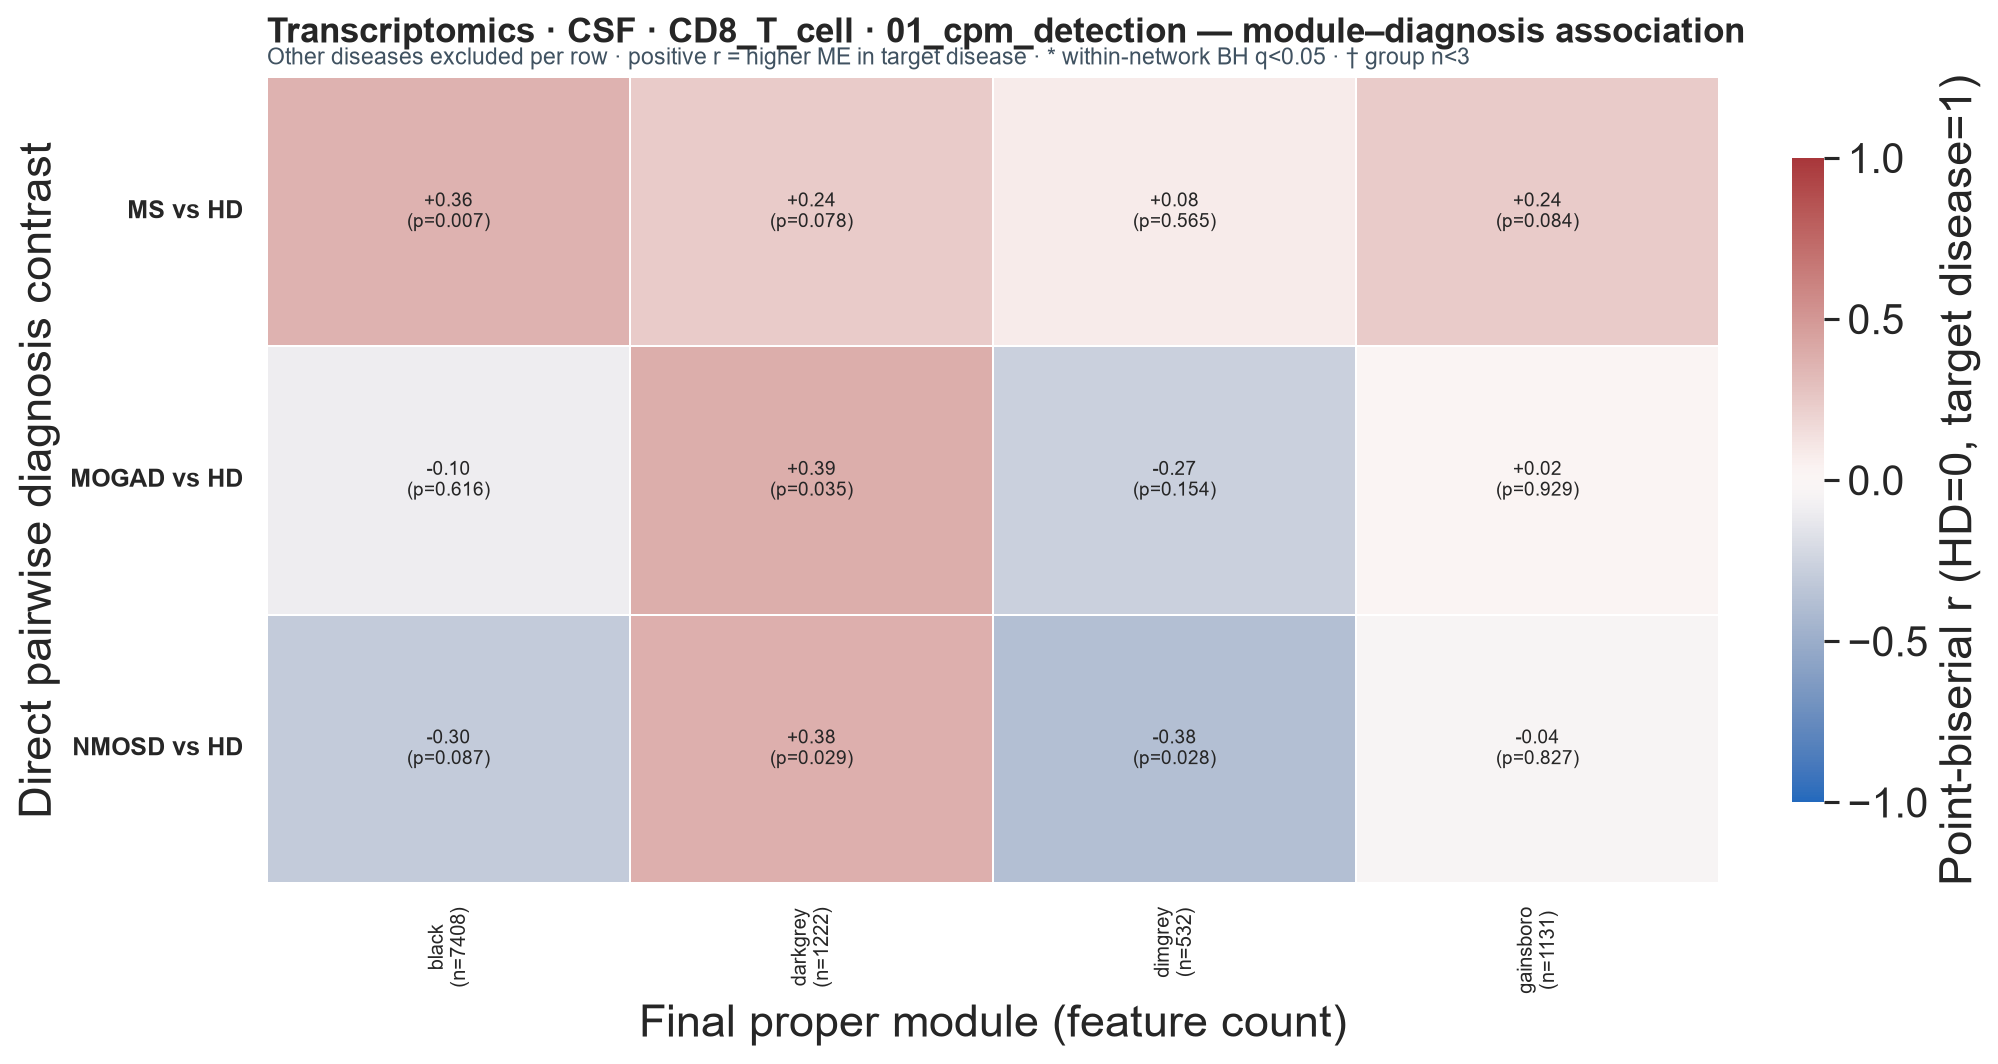 Transcriptomics · CSF · CD8_T_cell · 01_cpm_detection — module–diagnosis association
Other diseases excluded per row · positive r = higher ME in target disease · * within-network BH q<0.05 · † group n<3
Direct pairwise diagnosis contrast
MS vs HD
+0.36
(p=0.007)
+0.24
(p=0.078)
+0.08
(p=0.565)
+0.24
(p=0.084)
MOGAD vs HD
-0.10
(p=0.616)
+0.39
(p=0.035)
-0.27
(p=0.154)
+0.02
(p=0.929)
NMOSD vs HD
-0.30
(p=0.087)
+0.38
(p=0.029)
-0.38
(p=0.028)
-0.04
(p=0.827)
black
(n=7408)
darkgrey
(n=1222)
dimgrey
(n=532)
gainsboro
(n=1131)
Final proper module (feature count)
1.0
0.5
0.0
−0.5
−1.0
Point-biserial r (HD=0, target disease=1)